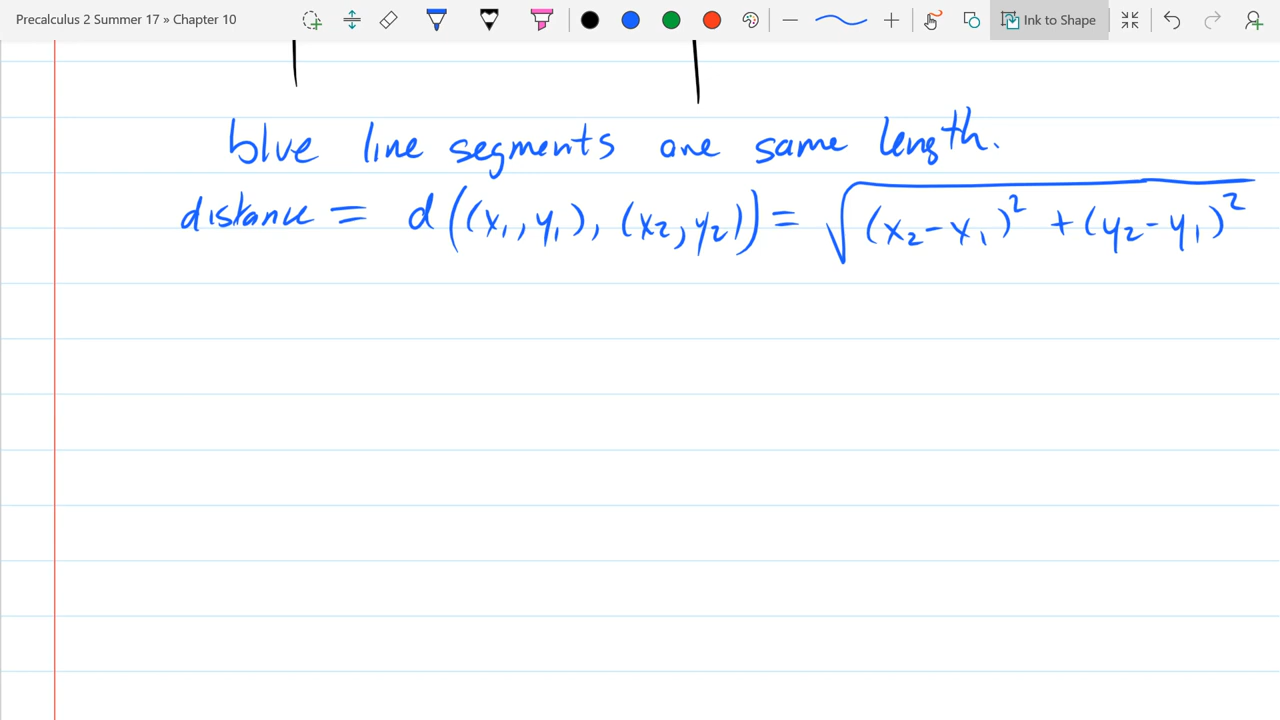 Precalculus 2 Summer 17 » Chapter 10
Ink to Shape
blue line segments are same length.
distance = d((x₁,y₁), (x₂,y₂)) = √((x₂-x₁)² + (y₂-y₁)²)